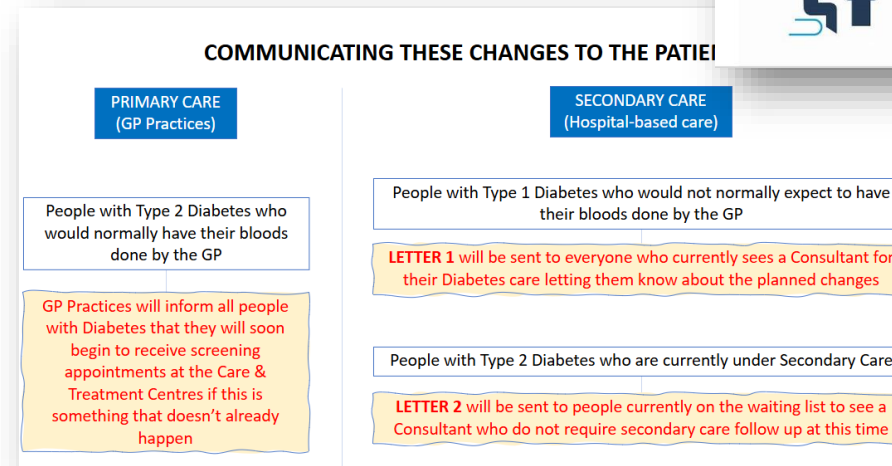 COMMUNICATING THESE CHANGES TO THE
PRIMARY CARE
(GP Practices)
People with Type 2 Diabetes who
would normally have their bloods
done by the GP
GP Practices will inform all people
with Diabetes that they will soon
begin to receive screening
appointments at the Care &
Treatment Centres if this is
something that doesn’t already
happen
SECONDARY CARE
(Hospital-based care)
People with Type 1 Diabetes who would not normally expect to have
their bloods done by the GP
LETTER 1 will be sent to everyone who currently sees a Consultant for
their Diabetes care letting them know about the planned changes
People with Type 2 Diabetes who are currently under Secondary Care
LETTER 2 will be sent to people currently on the waiting list to see a
Consultant who do not require secondary care follow up at this time